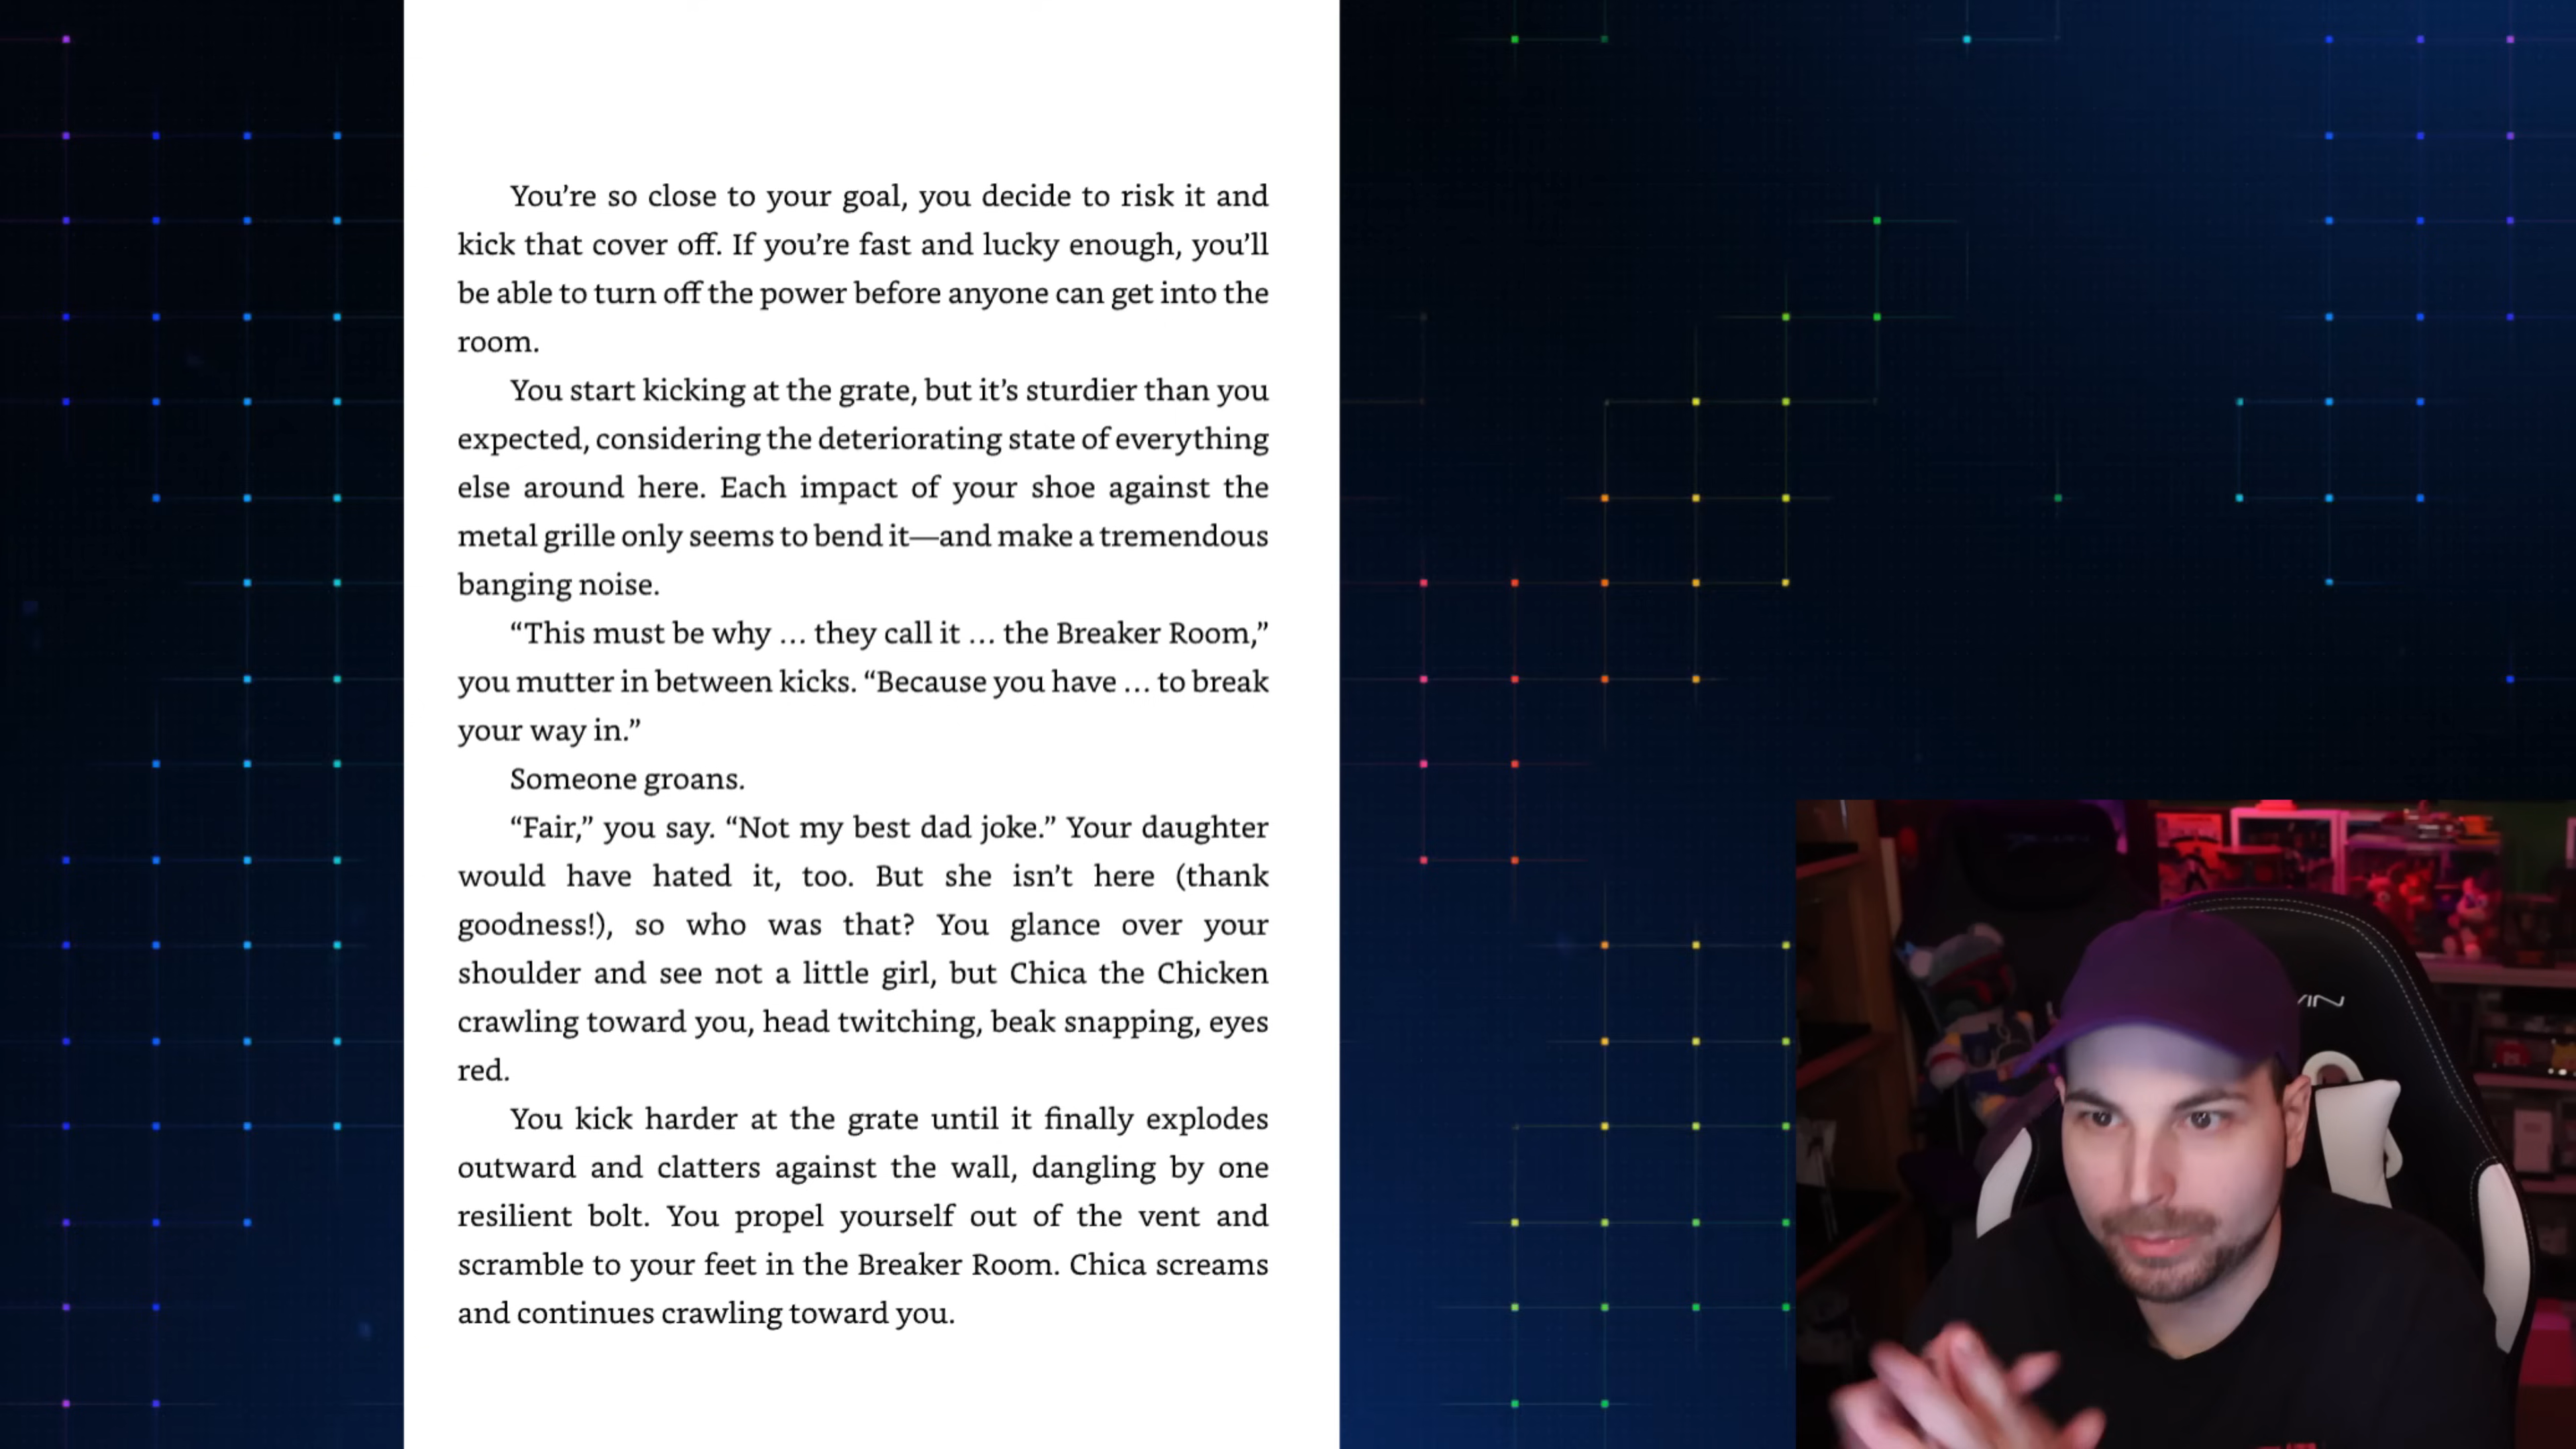 You’re so close to your goal, you decide to risk it and
kick that cover off. If you’re fast and lucky enough, you’ll
be able to turn off the power before anyone can get into the
room.
You start kicking at the grate, but it’s sturdier than you
expected, considering the deteriorating state of everything
else around here. Each impact of your shoe against the
metal grille only seems to bend it—and make a tremendous
banging noise.
“This must be why … they call it … the Breaker Room,”
you mutter in between kicks. “Because you have … to break
your way in.”
Someone groans.
“Fair,” you say. “Not my best dad joke.” Your daughter
would have hated it, too. But she isn’t here (thank
goodness!), so who was that? You glance over your
shoulder and see not a little girl, but Chica the Chicken
crawling toward you, head twitching, beak snapping, eyes
red.
You kick harder at the grate until it finally explodes
outward and clatters against the wall, dangling by one
resilient bolt. You propel yourself out of the vent and
scramble to your feet in the Breaker Room. Chica screams
and continues crawling toward you.